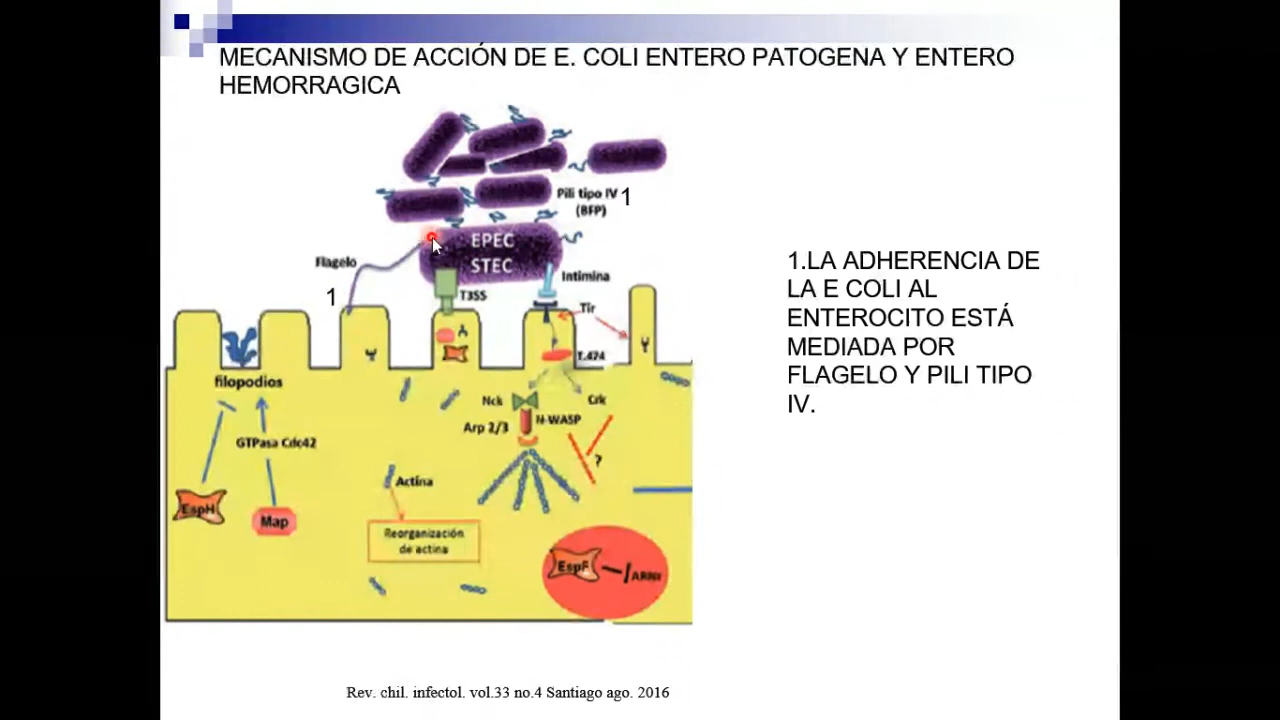 MECANISMO DE ACCIÓN DE E. COLI ENTERO PATOGENA Y ENTERO
HEMORRAGICA
Pili tipo IV 1
(BFP)
EPEC
STEC
Flagelo
1
Intimina
T3SS
Tir
T.474
filopodios
Nck
Crk
N-WASP
Arp 2/3
GTPasa Cdc42
?
Actina
EspH
Map
Reorganización
de actina
EspF
1.LA ADHERENCIA DE
LA E COLI AL
ENTEROCITO ESTÁ
MEDIADA POR
FLAGELO Y PILI TIPO
IV.
Rev. chil. infectol. vol.33 no.4 Santiago ago. 2016